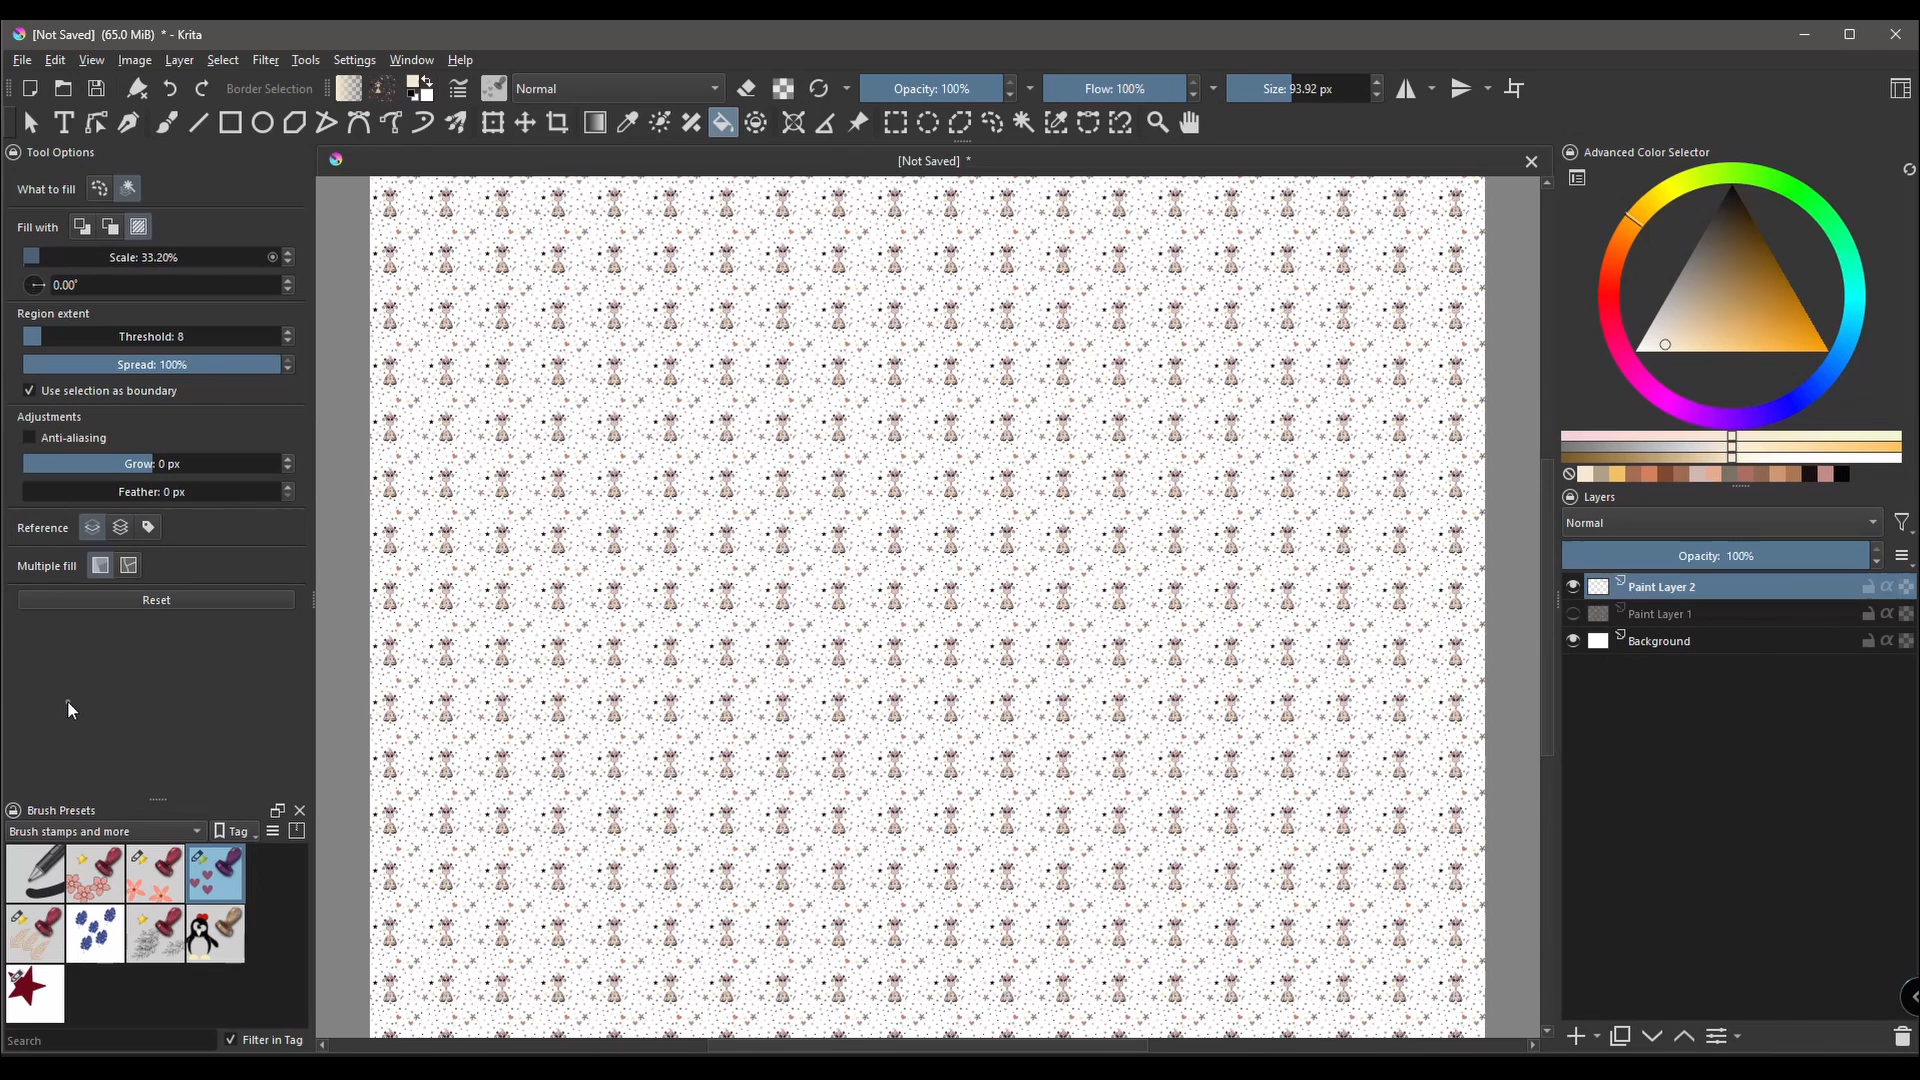 [Not Saved] (65.0 MiB) * - Krita
File Edit View Image Layer Select Filter Tools Settings Window Help
Border Selection Normal Opacity: 100% Flow: 100% Size: 93.92 px
Tool Options
[Not Saved] *
Advanced Color Selector
What to fill
Fill with
Scale: 33.20%
0.00°
Region extent
Threshold: 8
Spread: 100%
Use selection as boundary
Adjustments
Anti-aliasing
Grow: 0 px
Feather: 0 px
Reference
Multiple fill
Reset
Layers
Normal
Opacity: 100%
Paint Layer 2
Paint Layer 1
Background
Brush Presets
Brush stamps and more Tag
Search Filter in Tag